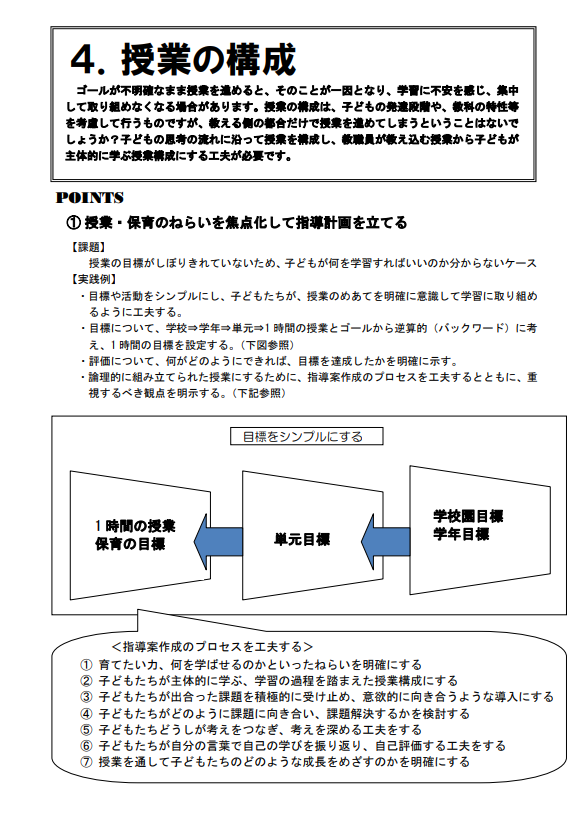 ４．授業の構成
ゴールが不明確なまま授業を進めると、そのことが一因となり、学習に不安を感じ、集中
して取り組めなくなる場合があります。授業の構成は、子どもの発達段階や、教科の特性等
を考慮して行うものですが、教える側の都合だけで授業を進めてしまうということはないで
しょうか？子どもの思考の流れに沿って授業を構成し、教職員が教え込む授業から子どもが
主体的に学ぶ授業構成にする工夫が必要です。
POINTS
① 授業・保育のねらいを焦点化して指導計画を立てる
【課題】
授業の目標がしぼりきれていないため、子どもが何を学習すればいいのか分からないケース
【実践例】
・目標や活動をシンプルにし、子どもたちが、授業のめあてを明確に意識して学習に取り組め
るように工夫する。
・目標について、学校⇒学年⇒単元⇒１時間の授業とゴールから逆算的（バックワード）に考
え、１時間の目標を設定する。（下図参照）
・評価について、何がどのようにできれば、目標を達成したかを明確に示す。
・論理的に組み立てられた授業にするために、指導案作成のプロセスを工夫するとともに、重
視するべき観点を明示する。（下記参照）
目標をシンプルにする
１時間の授業
保育の目標
単元目標
学校園目標
学年目標
＜指導案作成のプロセスを工夫する＞
① 育てたい力、何を学ばせるのかといったねらいを明確にする
② 子どもたちが主体的に学ぶ、学習の過程を踏まえた授業構成にする
③ 子どもたちが出合った課題を積極的に受け止め、意欲的に向き合うような導入にする
④ 子どもたちがどのように課題に向き合い、課題解決するかを検討する
⑤ 子どもたちどうしが考えをつなぎ、考えを深める工夫をする
⑥ 子どもたちが自分の言葉で自己の学びを振り返り、自己評価する工夫をする
⑦ 授業を通して子どもたちのどのような成長をめざすのかを明確にする